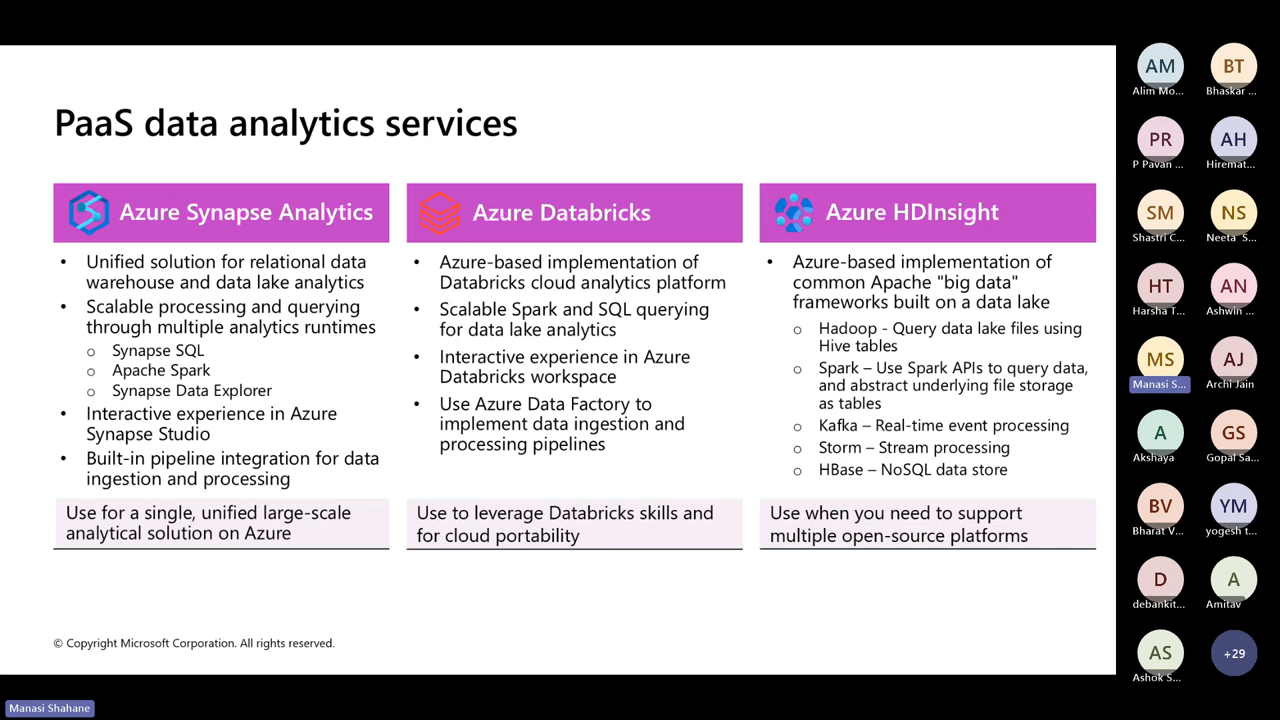 PaaS data analytics services
Azure Synapse Analytics
• Unified solution for relational data
warehouse and data lake analytics
• Scalable processing and querying
through multiple analytics runtimes
o Synapse SQL
o Apache Spark
o Synapse Data Explorer
• Interactive experience in Azure
Synapse Studio
• Built-in pipeline integration for data
ingestion and processing
Use for a single, unified large-scale
analytical solution on Azure
Azure Databricks
• Azure-based implementation of
Databricks cloud analytics platform
• Scalable Spark and SQL querying
for data lake analytics
• Interactive experience in Azure
Databricks workspace
• Use Azure Data Factory to
implement data ingestion and
processing pipelines
Use to leverage Databricks skills and
for cloud portability
Azure HDInsight
• Azure-based implementation of
common Apache "big data"
frameworks built on a data lake
o Hadoop - Query data lake files using
Hive tables
o Spark – Use Spark APIs to query data,
and abstract underlying file storage
as tables
o Kafka – Real-time event processing
o Storm – Stream processing
o HBase – NoSQL data store
Use when you need to support
multiple open-source platforms
© Copyright Microsoft Corporation. All rights reserved.
AM
Alim Mo...
BT
Bhaskar ...
PR
P Pavan ...
AH
Hiremat...
SM
Shastri C...
NS
Neeta S...
HT
Harsha T...
AN
Ashwin ...
MS
Manasi S...
AJ
Archi Jain
A
Akshaya
GS
Gopal Sa...
BV
Bharat V...
YM
yogesh t...
D
debankit...
A
Amitav
AS
Ashok S...
+29
Manasi Shahane